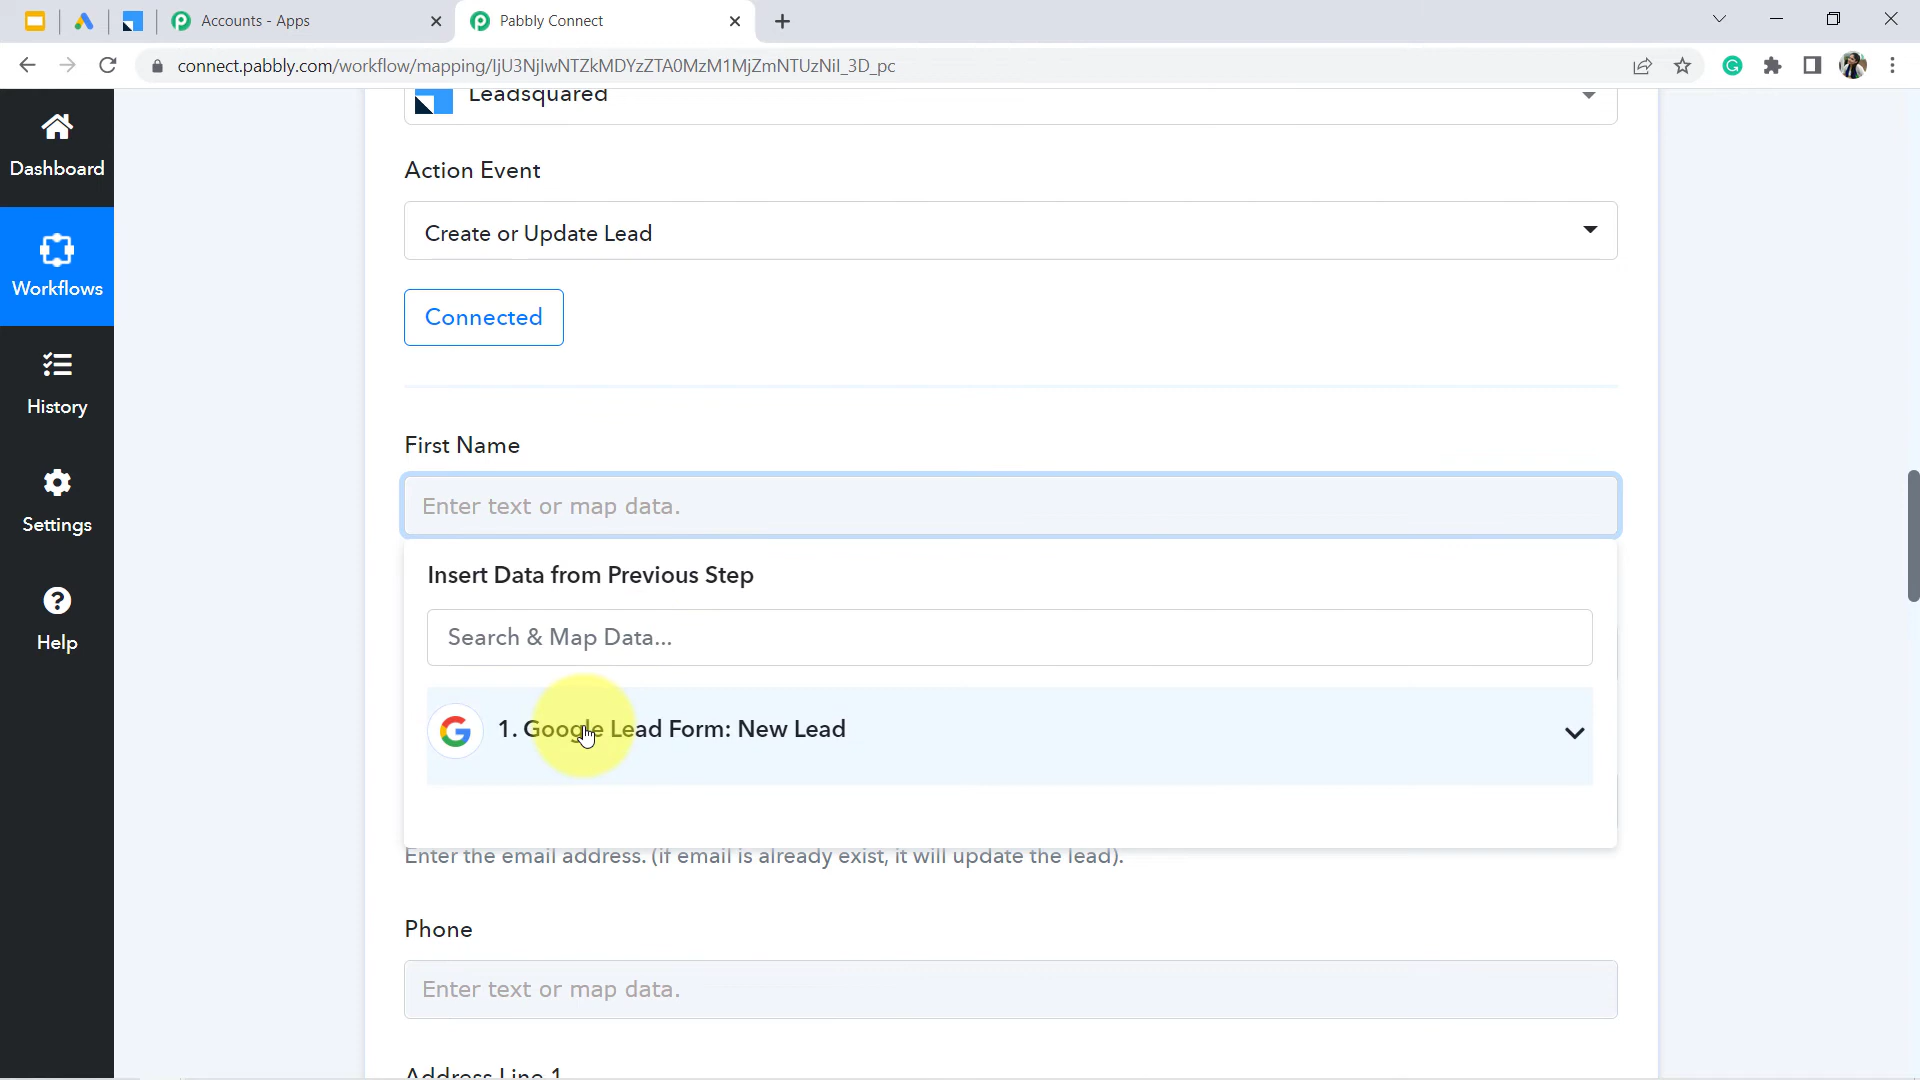 Accounts - Apps
Pabbly Connect
connect.pabbly.com/workflow/mapping/IjU3NjIwNTZkMDYzZTA0MzM1MjZmNTUzNiI_3D_pc
Dashboard
Workflows
History
Settings
Help
Leadsquared
Action Event
Create or Update Lead
Connected
First Name
Enter text or map data.
Insert Data from Previous Step
Search & Map Data...
1. Google Lead Form: New Lead
Enter the email address. (if email is already exist, it will update the lead).
Phone
Enter text or map data.
Address Line 1